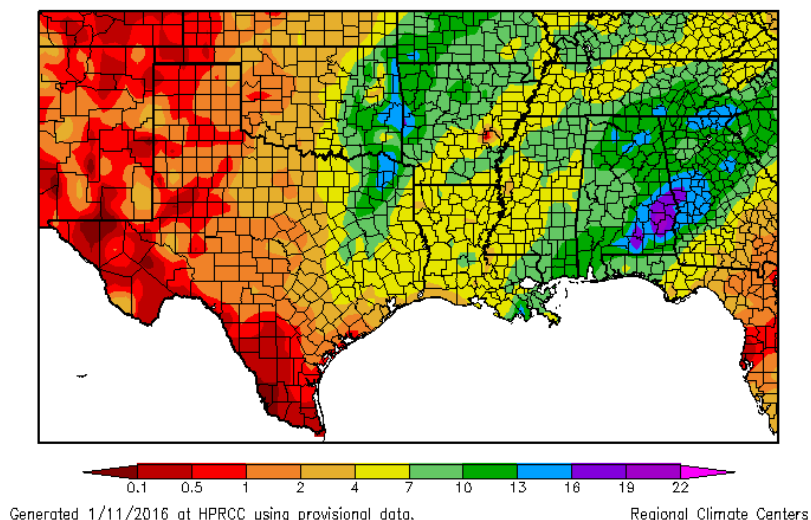 0.1 0.5 1 2 4 7 10 13 16 19 22
Generated 1/11/2016 at HPRCC using provisional data. Regional Climate Centers